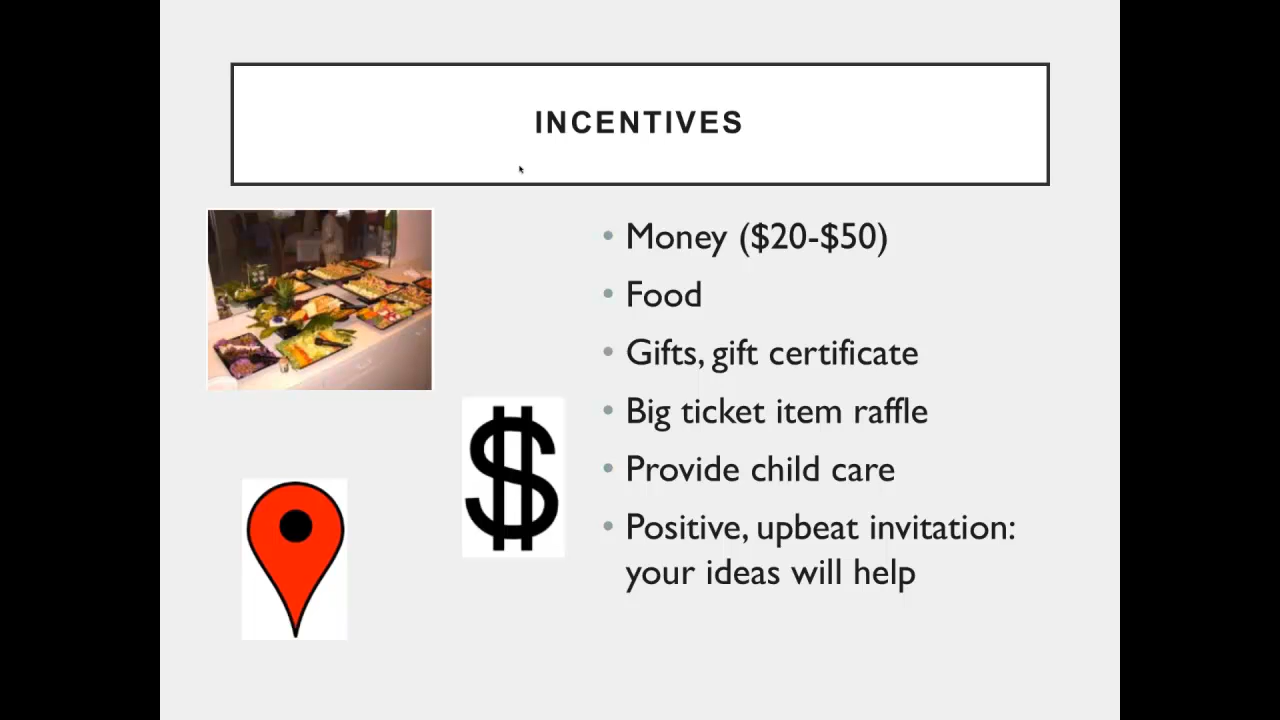 INCENTIVES
• Money ($20-$50)
• Food
• Gifts, gift certificate
• Big ticket item raffle
• Provide child care
• Positive, upbeat invitation:
your ideas will help